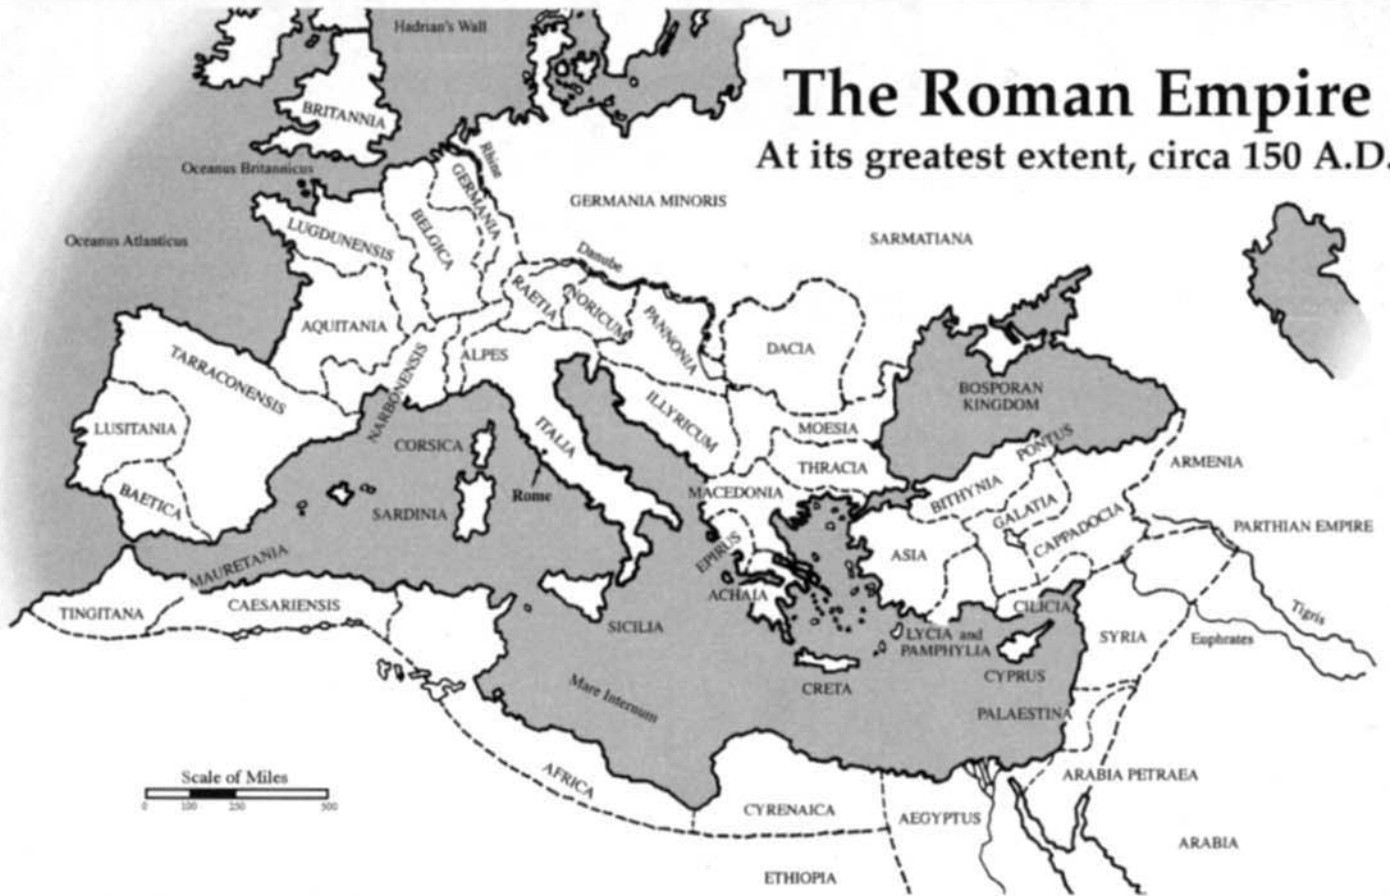 Hadrian's Wall
The Roman Empire
At its greatest extent, circa 150 A.D.
BRITANNIA
Oceanus Britannicus
Rhine
GERMANIA
GERMANIA MINORIS
LUGDUNENSIS
BELGICA
SARMATIANA
Oceanus Atlanticus
Danube
RAETIA
NORICUM
PANNONIA
AQUITANIA
ALPES
DACIA
TARRACONENSIS
NARBONENSIS
BOSPORAN
KINGDOM
ILLYRICUM
LUSITANIA
CORSICA
ITALIA
MOESIA
PONTUS
THRACIA
ARMENIA
BAETICA
Rome
MACEDONIA
BITHYNIA
SARDINIA
GALATIA
CAPPADOCIA
PARTHIAN EMPIRE
MAURETANIA
EPIRUS
ASIA
TINGITANA
CAESARIENSIS
ACHAIA
CILICIA
Tigris
SICILIA
LYCIA and
PAMPHYLIA
SYRIA
Euphrates
CYPRUS
Mare Internum
CRETA
PALAESTINA
Scale of Miles
0 100 250 500
AFRICA
ARABIA PETRAEA
CYRENAICA
AEGYPTUS
ARABIA
ETHIOPIA